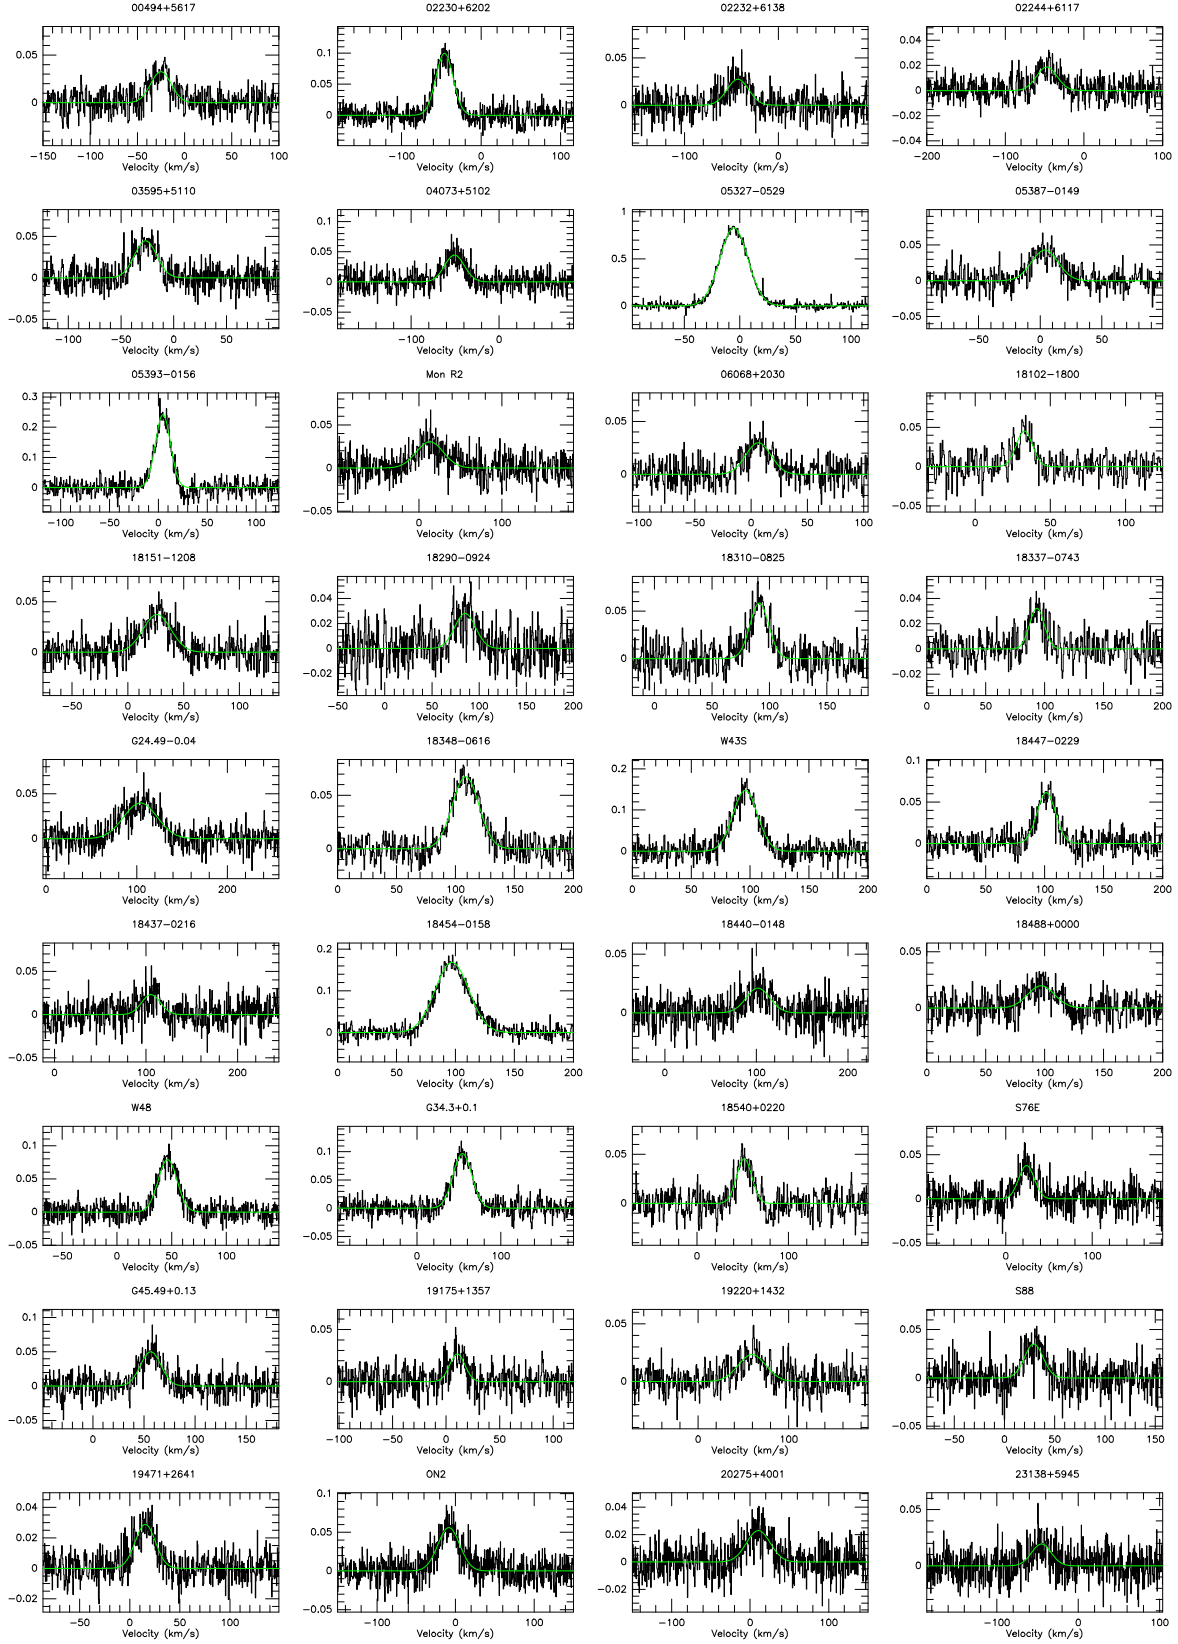 00494+5617 02230+6202 02232+6138 02244+6117
0.05 0.1 0.05 0.04
0.05 0.02
0 0 0 0
−0.02
−0.04
−150 −100 −50 0 50 100 −100 0 100 −100 0 −200 −100 0 100
Velocity (km/s) Velocity (km/s) Velocity (km/s) Velocity (km/s)
03595+5110 04073+5102 05327−0529 05387−0149
0.05 0.1 1 0.05
0.05 0.5
0 0 0 0
−0.05 −0.05 −0.05
−100 −50 0 50 −100 0 −50 0 50 100 −50 0 50
Velocity (km/s) Velocity (km/s) Velocity (km/s) Velocity (km/s)
05393−0156 Mon R2 06068+2030 18102−1800
0.3 0.05 0.05 0.05
0.2
0.1
0 0 0 0
−0.05 −0.05
−100 −50 0 50 100 0 100 −100 −50 0 50 100 0 50 100
Velocity (km/s) Velocity (km/s) Velocity (km/s) Velocity (km/s)
18151−1208 18290−0924 18310−0825 18337−0743
0.05 0.04 0.05 0.04
0.02 0.02
0 0 0 0
−0.02 −0.02
−50 0 50 100 −50 0 50 100 150 200 0 50 100 150 0 50 100 150 200
Velocity (km/s) Velocity (km/s) Velocity (km/s) Velocity (km/s)
G24.49−0.04 18348−0616 W43S 18447−0229
0.05 0.05 0.2 0.1
0.1 0.05
0 0 0 0
0 100 200 0 50 100 150 200 0 50 100 150 200 0 50 100 150 200
Velocity (km/s) Velocity (km/s) Velocity (km/s) Velocity (km/s)
18437−0216 18454−0158 18440−0148 18488+0000
0.05 0.2 0.05 0.05
0.1
0 0 0 0
−0.05
0 100 200 0 50 100 150 200 0 100 200 0 50 100 150 200
Velocity (km/s) Velocity (km/s) Velocity (km/s) Velocity (km/s)
W48 G34.3+0.1 18540+0220 S76E
0.1 0.1 0.05 0.05
0.05 0.05
0 0 0 0
−0.05 −0.05 −0.05
−50 0 50 100 0 100 0 100 0 100
Velocity (km/s) Velocity (km/s) Velocity (km/s) Velocity (km/s)
G45.49+0.13 19175+1357 19220+1432 S88
0.1 0.05 0.05 0.05
0.05
0 0 0 0
−0.05 −0.05
0 50 100 150 −100 −50 0 50 100 0 100 −50 0 50 100 150
Velocity (km/s) Velocity (km/s) Velocity (km/s) Velocity (km/s)
19471+2641 ON2 20275+4001 23138+5945
0.04 0.1 0.04 0.05
0.02 0.05 0.02
0 0 0 0
−0.02 −0.05 −0.02
−50 0 50 100 −100 0 100 −100 0 100 −100 0 100
Velocity (km/s) Velocity (km/s) Velocity (km/s) Velocity (km/s)